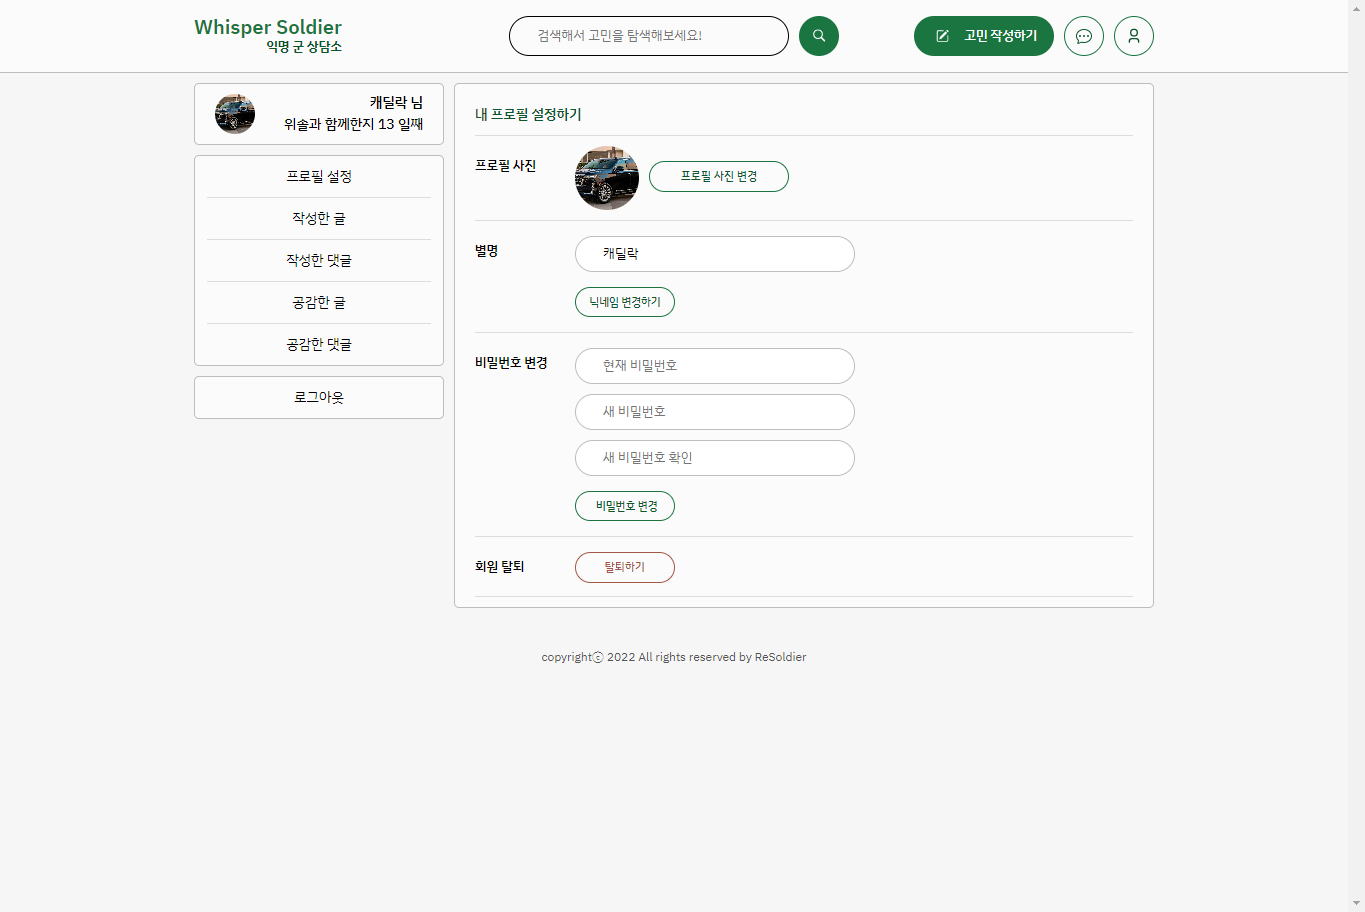 Whisper Soldier
익명 군 상담소
검색해서 고민을 탐색해보세요!
고민 작성하기
캐딜락 님
위솔과 함께한지 13 일째
프로필 설정
작성한 글
작성한 댓글
공감한 글
공감한 댓글
로그아웃
내 프로필 설정하기
프로필 사진
프로필 사진 변경
별명
캐딜락
닉네임 변경하기
비밀번호 변경
현재 비밀번호
새 비밀번호
새 비밀번호 확인
비밀번호 변경
회원 탈퇴
탈퇴하기
copyrightⓒ 2022 All rights reserved by ReSoldier